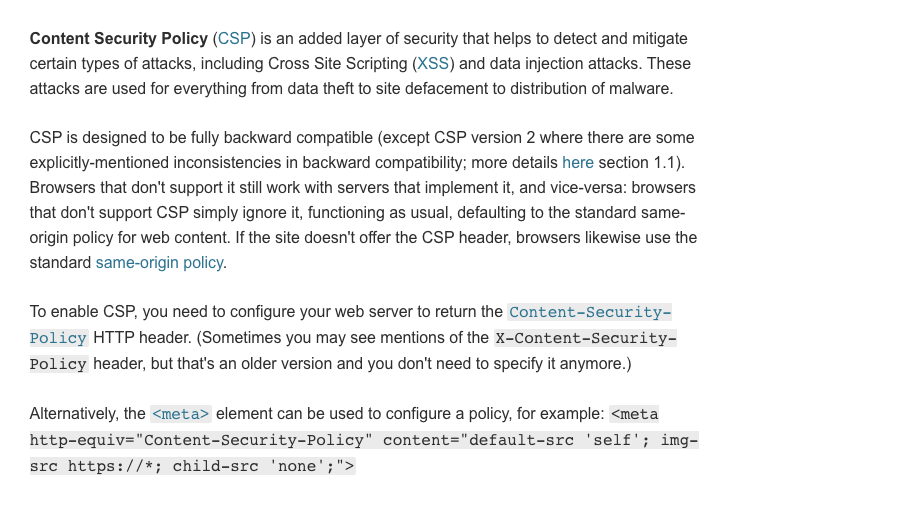 Content Security Policy (CSP) is an added layer of security that helps to detect and mitigate
certain types of attacks, including Cross Site Scripting (XSS) and data injection attacks. These
attacks are used for everything from data theft to site defacement to distribution of malware.
CSP is designed to be fully backward compatible (except CSP version 2 where there are some
explicitly-mentioned inconsistencies in backward compatibility; more details here section 1.1).
Browsers that don't support it still work with servers that implement it, and vice-versa: browsers
that don't support CSP simply ignore it, functioning as usual, defaulting to the standard same-
origin policy for web content. If the site doesn't offer the CSP header, browsers likewise use the
standard same-origin policy.
To enable CSP, you need to configure your web server to return the Content-Security-
Policy HTTP header. (Sometimes you may see mentions of the X-Content-Security-
Policy header, but that's an older version and you don't need to specify it anymore.)
Alternatively, the <meta> element can be used to configure a policy, for example: <meta
http-equiv="Content-Security-Policy" content="default-src 'self'; img-
src https://*; child-src 'none';">